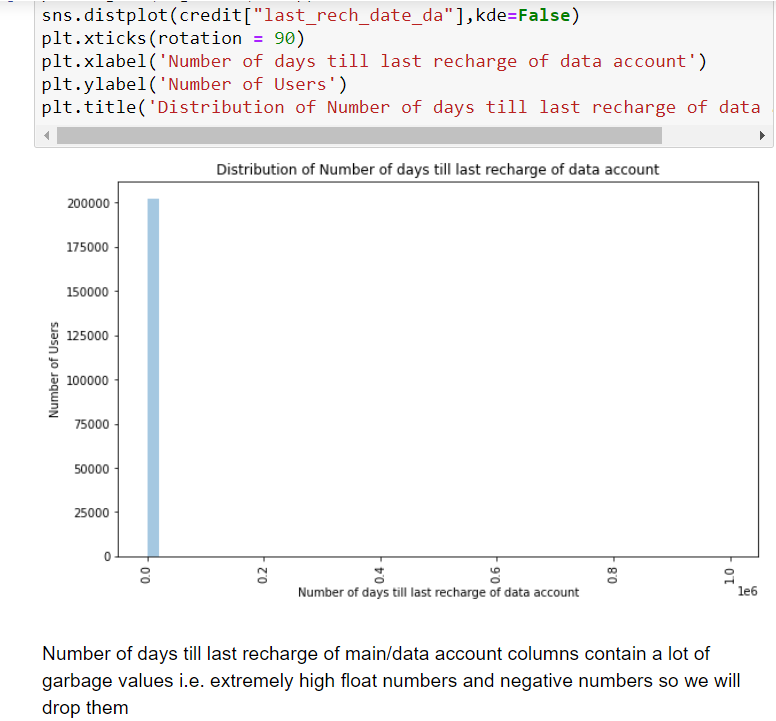 sns.distplot(credit["last_rech_date_da"],kde=False)
plt.xticks(rotation = 90)
plt.xlabel('Number of days till last recharge of data account')
plt.ylabel('Number of Users')
plt.title('Distribution of Number of days till last recharge of data
Distribution of Number of days till last recharge of data account
200000
175000
150000
125000
100000
75000
50000
25000
0
Number of Users
0.0
0.2
0.4
0.6
0.8
1.0
1e6
Number of days till last recharge of data account
Number of days till last recharge of main/data account columns contain a lot of
garbage values i.e. extremely high float numbers and negative numbers so we will
drop them